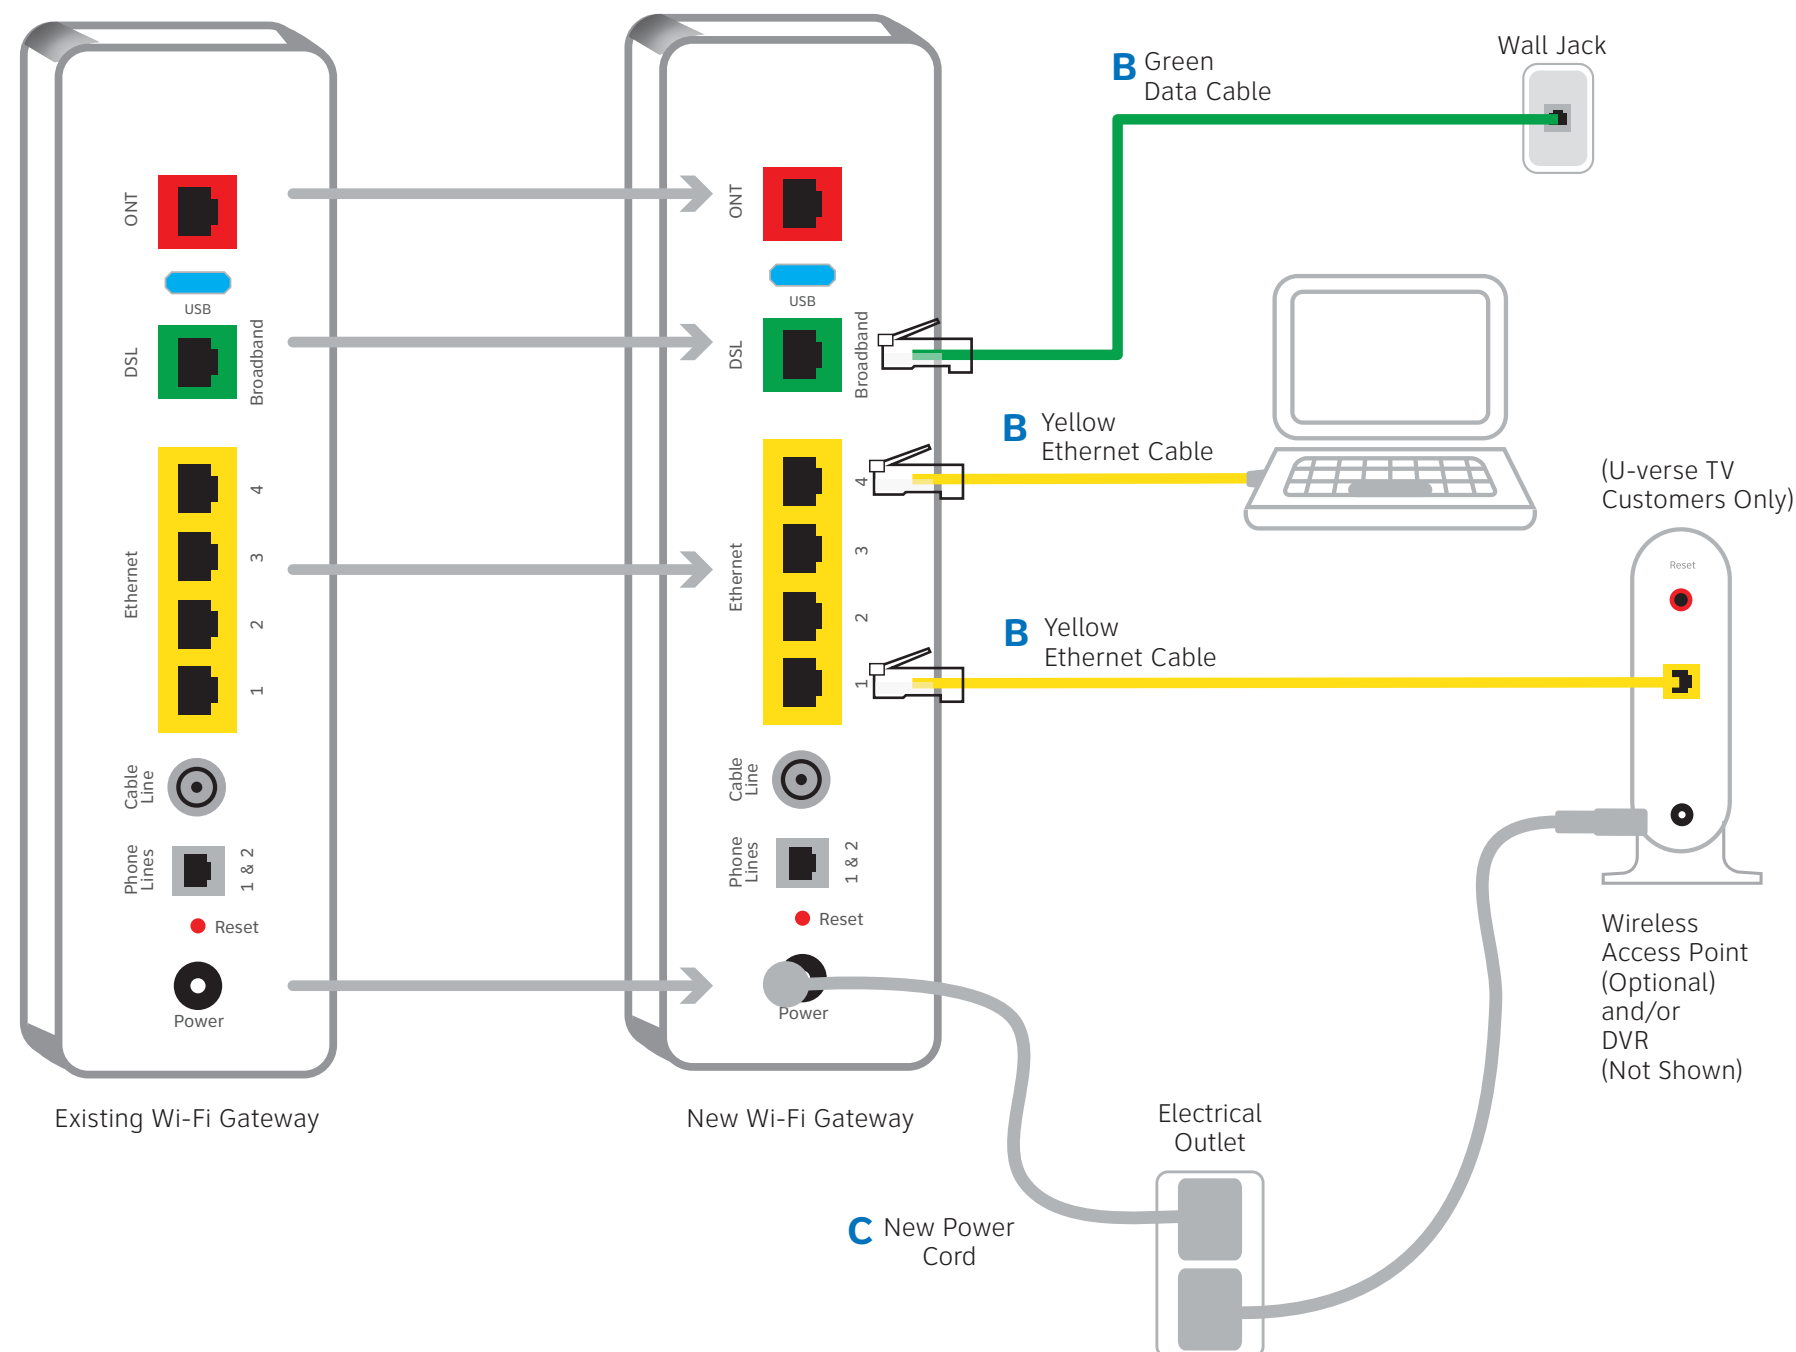 ONT
USB
DSL
Broadband
Ethernet
4
3
2
1
Cable
Line
Phone
Lines
1 & 2
Reset
Power
Existing Wi-Fi Gateway
ONT
USB
DSL
Broadband
Ethernet
4
3
2
1
Cable
Line
Phone
Lines
1 & 2
Reset
Power
New Wi-Fi Gateway
B Green
Data Cable
Wall Jack
B Yellow
Ethernet Cable
B Yellow
Ethernet Cable
(U-verse TV
Customers Only)
Reset
Wireless
Access Point
(Optional)
and/or
DVR
(Not Shown)
Electrical
Outlet
C New Power
Cord